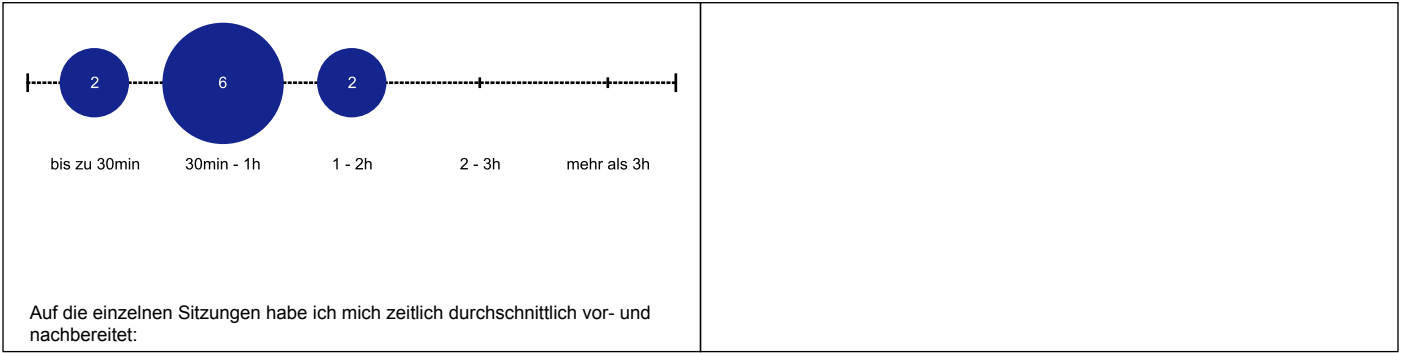 2 6 2
bis zu 30min 30min - 1h 1 - 2h 2 - 3h mehr als 3h
Auf die einzelnen Sitzungen habe ich mich zeitlich durchschnittlich vor- und
nachbereitet: